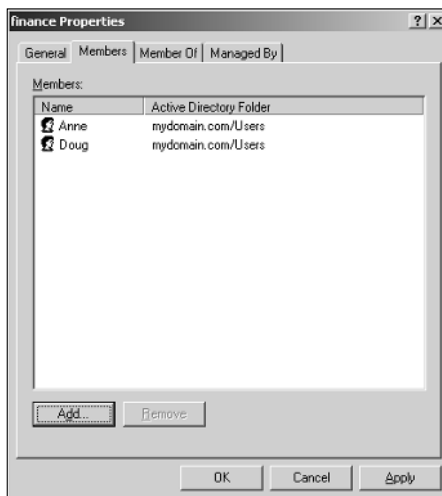 finance Properties
General Members Member Of Managed By
Members:
Name Active Directory Folder
Anne mydomain.com/Users
Doug mydomain.com/Users
Add... Remove
OK Cancel Apply